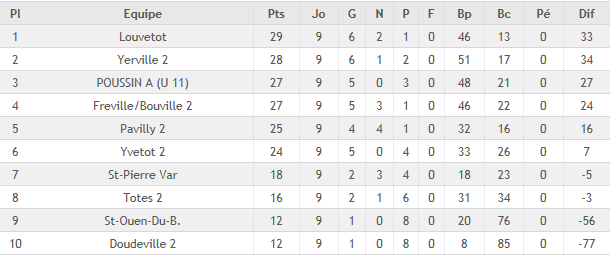 Pl Equipe Pts Jo G N P F Bp Bc Pé Dif
1 Louvetot 29 9 6 2 1 0 46 13 0 33
2 Yerville 2 28 9 6 1 2 0 51 17 0 34
3 POUSSIN A (U 11) 27 9 5 0 3 0 48 21 0 27
4 Freville/Bouville 2 27 9 5 3 1 0 46 22 0 24
5 Pavilly 2 25 9 4 4 1 0 32 16 0 16
6 Yvetot 2 24 9 5 0 4 0 33 26 0 7
7 St-Pierre Var 18 9 2 3 4 0 18 23 0 -5
8 Totes 2 16 9 2 1 6 0 31 34 0 -3
9 St-Ouen-Du-B. 12 9 1 0 8 0 20 76 0 -56
10 Doudeville 2 12 9 1 0 8 0 8 85 0 -77